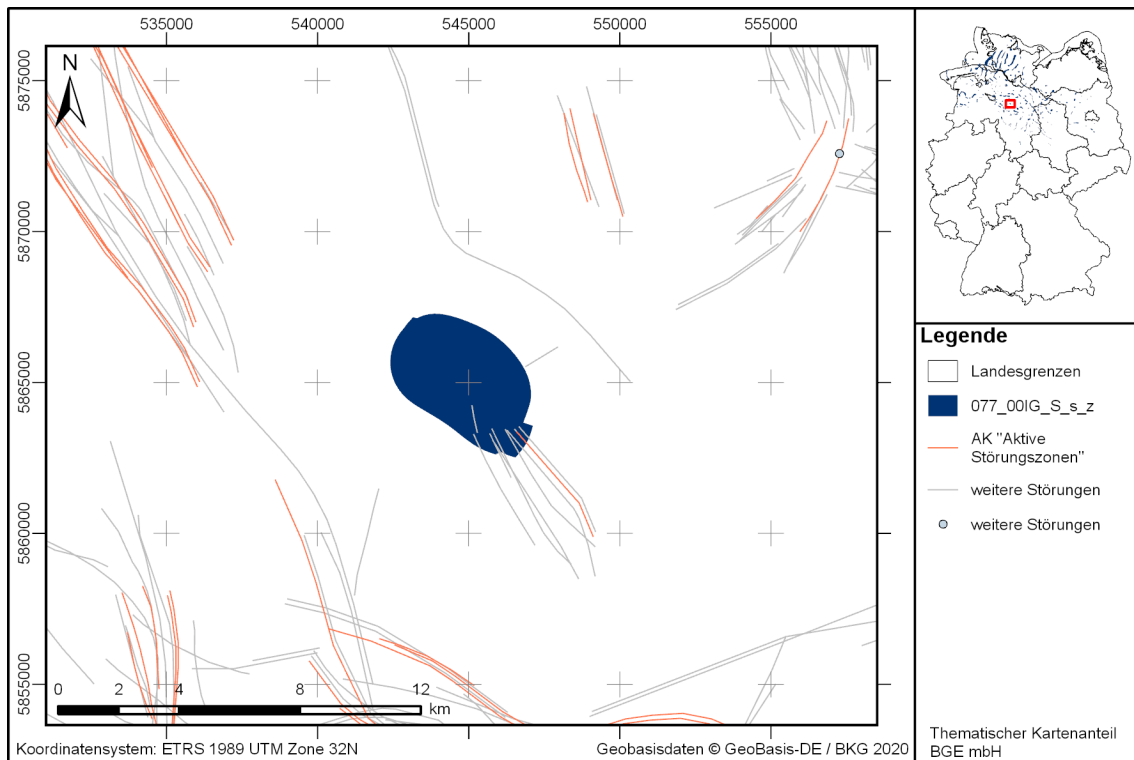 535000 540000 545000 550000 555000
5875000
5870000
5865000
5860000
5855000
N
0 2 4 8 12
km
Koordinatensystem: ETRS 1989 UTM Zone 32N
Geobasisdaten © GeoBasis-DE / BKG 2020
Legende
Landesgrenzen
077_00IG_S_s_z
AK "Aktive
Störungszonen"
weitere Störungen
weitere Störungen
Thematischer Kartenanteil
BGE mbH